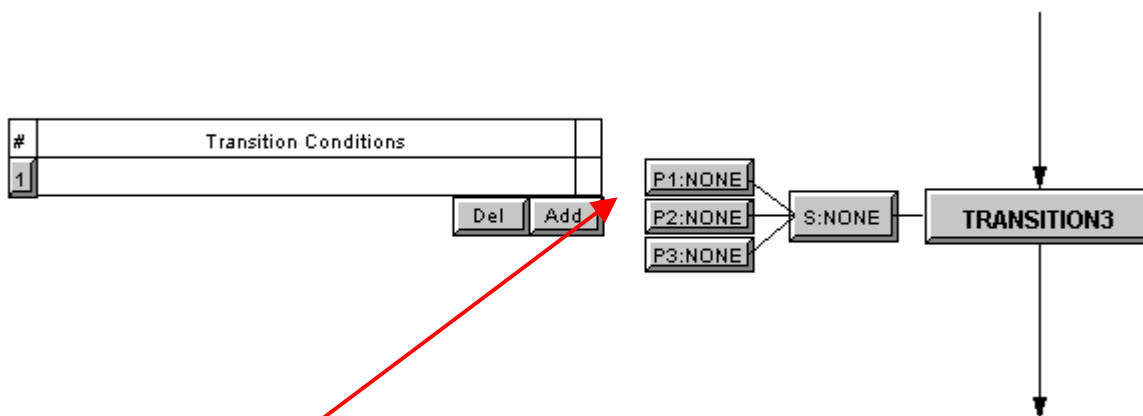 # Transition Conditions
1
Del Add
P1:NONE
P2:NONE
P3:NONE
S:NONE
TRANSITION3